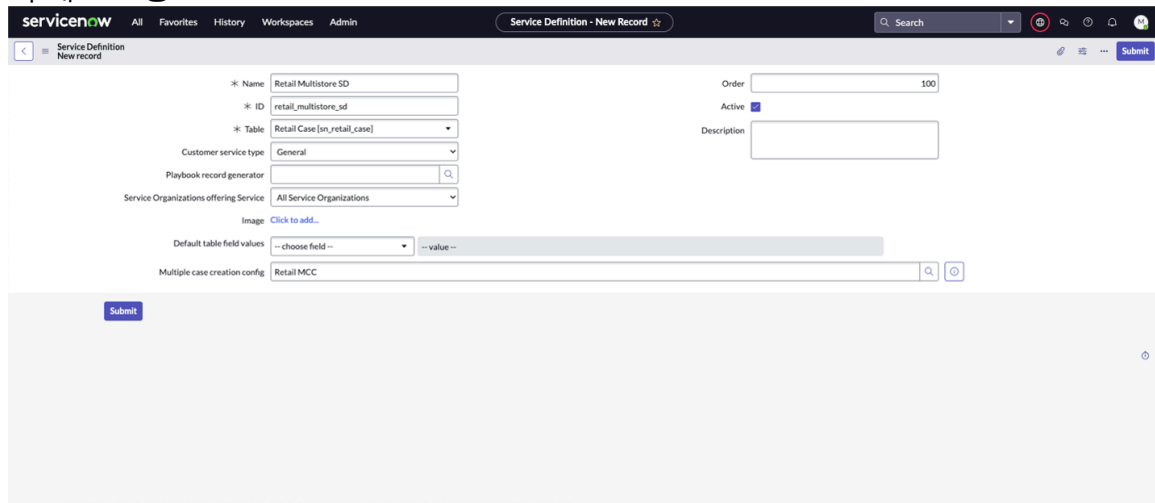 servicenow All Favorites History Workspaces Admin Service Definition - New Record Search M
Service Definition
New record
Submit
Name Retail Multistore SD Order 100
ID retail_multistore_sd Active
Table Retail Case [sn_retail_case] Description
Customer service type General
Playbook record generator
Service Organizations offering Service All Service Organizations
Image Click to add...
Default table field values -- choose field -- -- value --
Multiple case creation config Retail MCC
Submit